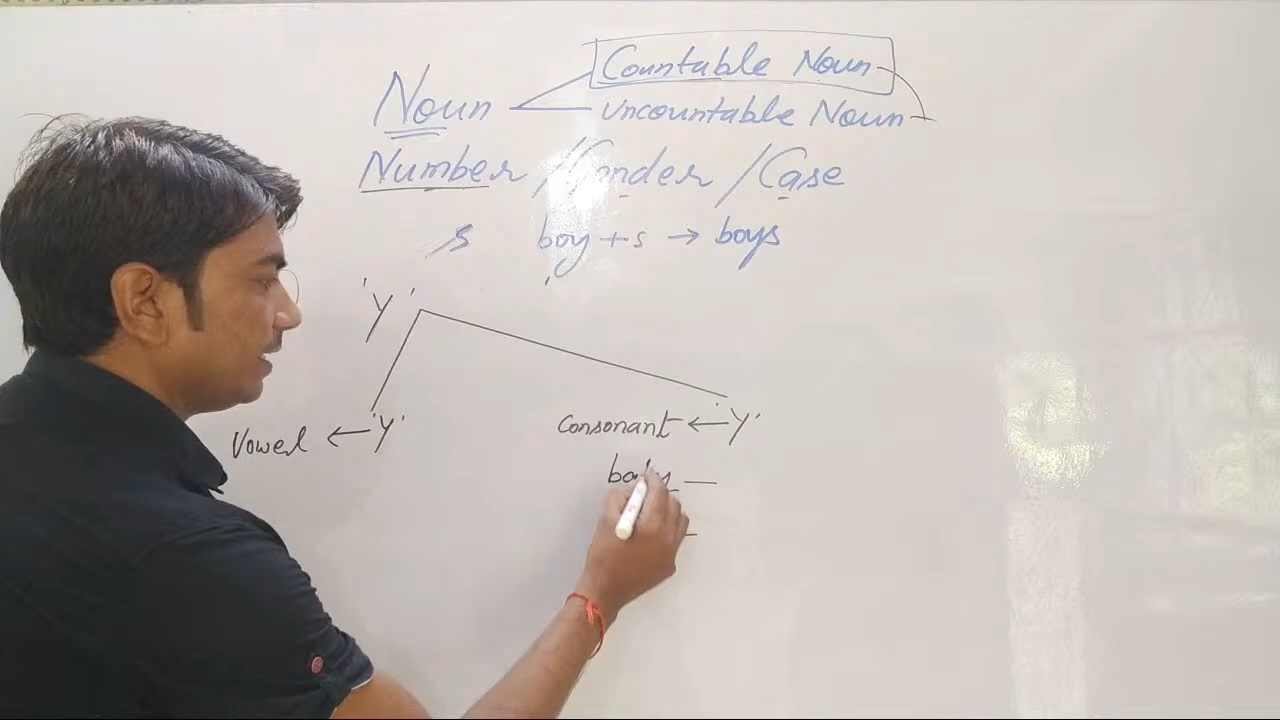 Countable Noun
Noun
Uncountable Noun
Number / Gender / Case
s boy + s → boys
'y'
Vowel ← 'y'
Consonant ← 'y'
baby —